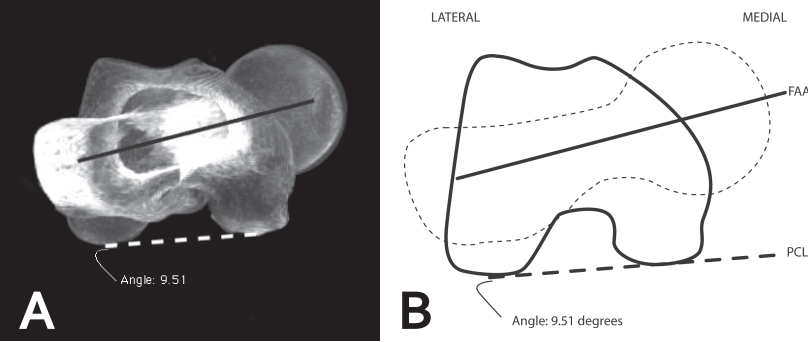 LATERAL
MEDIAL
FAA
PCL
Angle: 9.51
A
B
Angle: 9.51 degrees